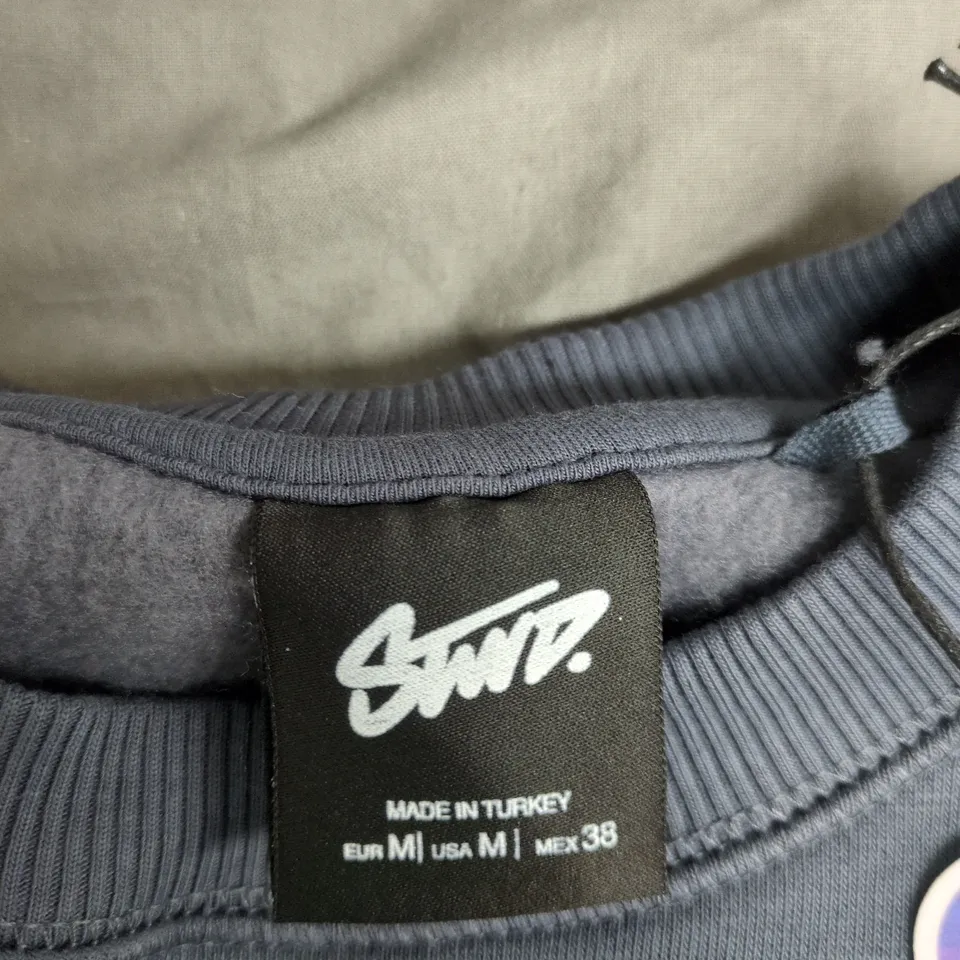 STWD.
MADE IN TURKEY
EUR M| USA M | MEX 38